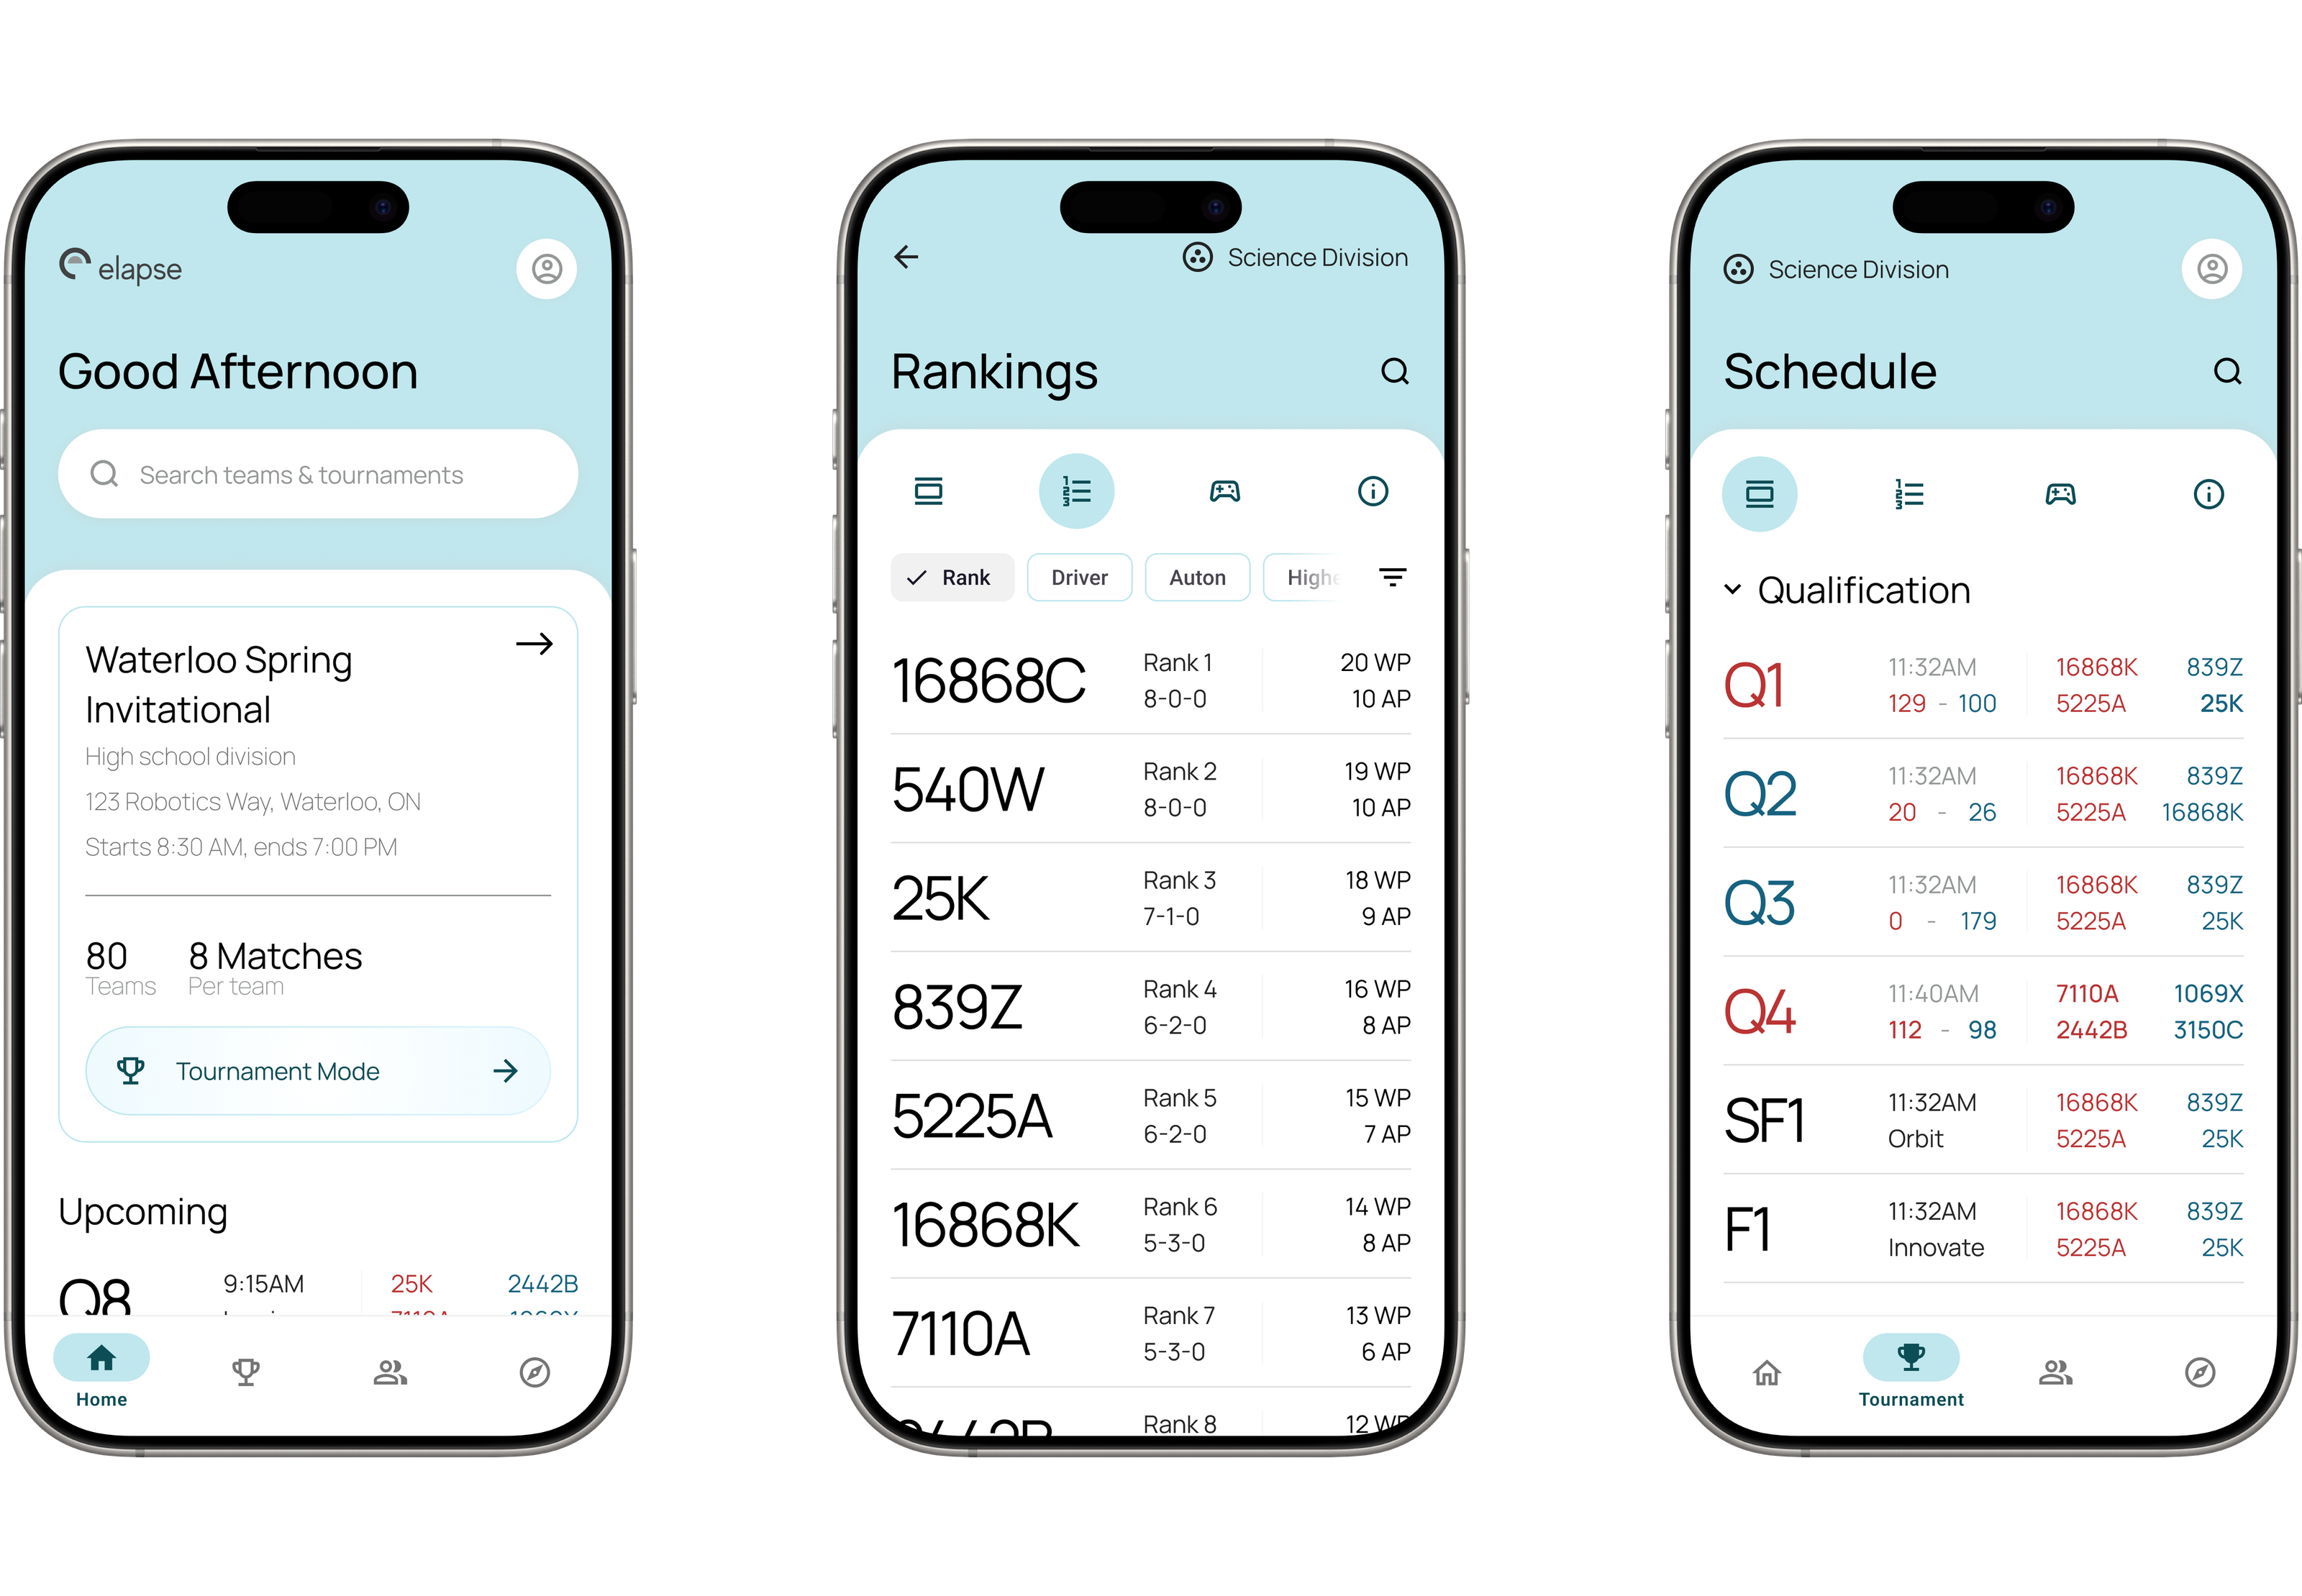 elapse
Good Afternoon
Search teams & tournaments
Waterloo Spring
Invitational
High school division
123 Robotics Way, Waterloo, ON
Starts 8:30 AM, ends 7:00 PM
80 8 Matches
Teams Per team
Tournament Mode
Upcoming
Q8 9:15AM 25K 2442B
Home
Science Division
Rankings
Rank Driver Auton Highe
16868C Rank 1 20 WP
8-0-0 10 AP
540W Rank 2 19 WP
8-0-0 10 AP
25K Rank 3 18 WP
7-1-0 9 AP
839Z Rank 4 16 WP
6-2-0 8 AP
5225A Rank 5 15 WP
6-2-0 7 AP
16868K Rank 6 14 WP
5-3-0 8 AP
7110A Rank 7 13 WP
5-3-0 6 AP
2442B Rank 8 12 WP
Science Division
Schedule
Qualification
Q1 11:32AM 16868K 839Z
129 - 100 5225A 25K
Q2 11:32AM 16868K 839Z
20 - 26 5225A 16868K
Q3 11:32AM 16868K 839Z
0 - 179 5225A 25K
Q4 11:40AM 7110A 1069X
112 - 98 2442B 3150C
SF1 11:32AM 16868K 839Z
Orbit 5225A 25K
F1 11:32AM 16868K 839Z
Innovate 5225A 25K
Tournament